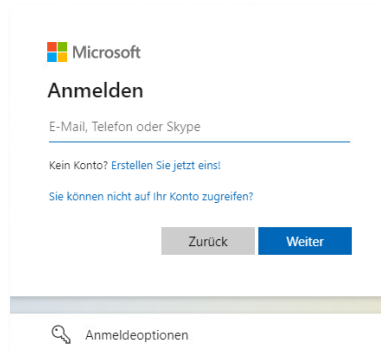 Microsoft
Anmelden
E-Mail, Telefon oder Skype
Kein Konto? Erstellen Sie jetzt eins!
Sie können nicht auf Ihr Konto zugreifen?
Zurück Weiter
Anmeldeoptionen